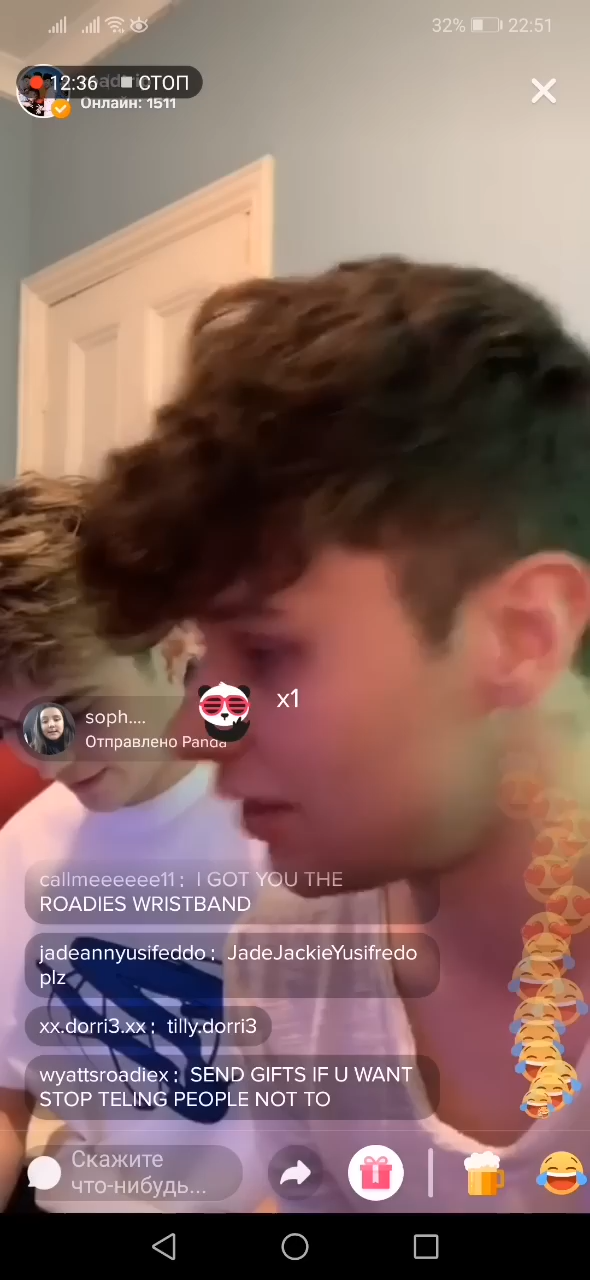 32% 22:51
12:36 СТОП
Онлайн: 1511
x1
soph....
Отправлено Panda
callmeeeeee11 : I GOT YOU THE
ROADIES WRISTBAND
jadeannyusifeddo : JadeJackieYusifredo
plz
xx.dorri3.xx : tilly.dorri3
wyattsroadiex : SEND GIFTS IF U WANT
STOP TELING PEOPLE NOT TO
Скажите
что-нибудь...